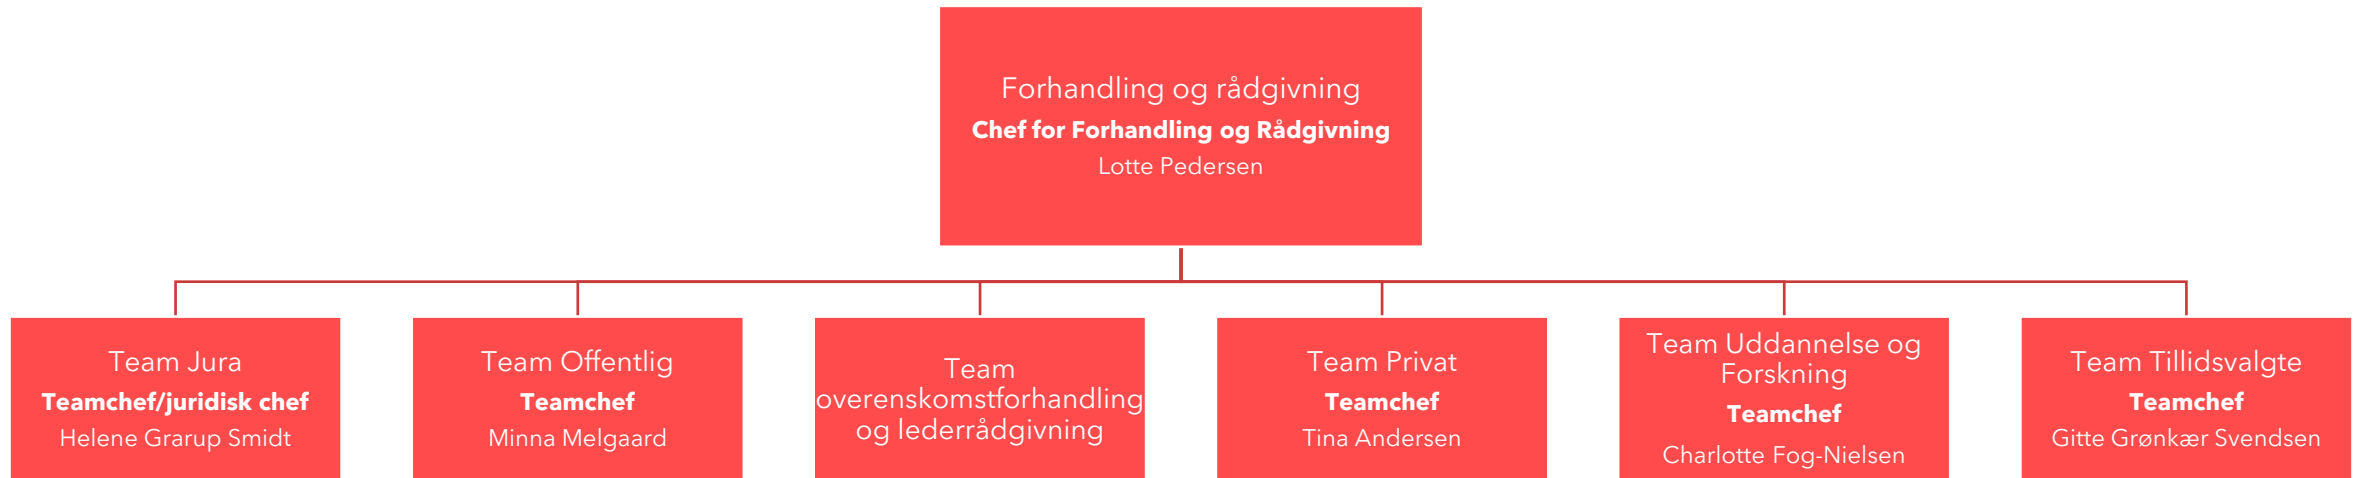 Forhandling og rådgivning
Chef for Forhandling og Rådgivning
Lotte Pedersen
Team Jura
Teamchef/juridisk chef
Helene Grarup Smidt
Team Offentlig
Teamchef
Minna Melgaard
Team
overenskomstforhandling
og lederrådgivning
Team Privat
Teamchef
Tina Andersen
Team Uddannelse og
Forskning
Teamchef
Charlotte Fog-Nielsen
Team Tillidsvalgte
Teamchef
Gitte Grønkær Svendsen